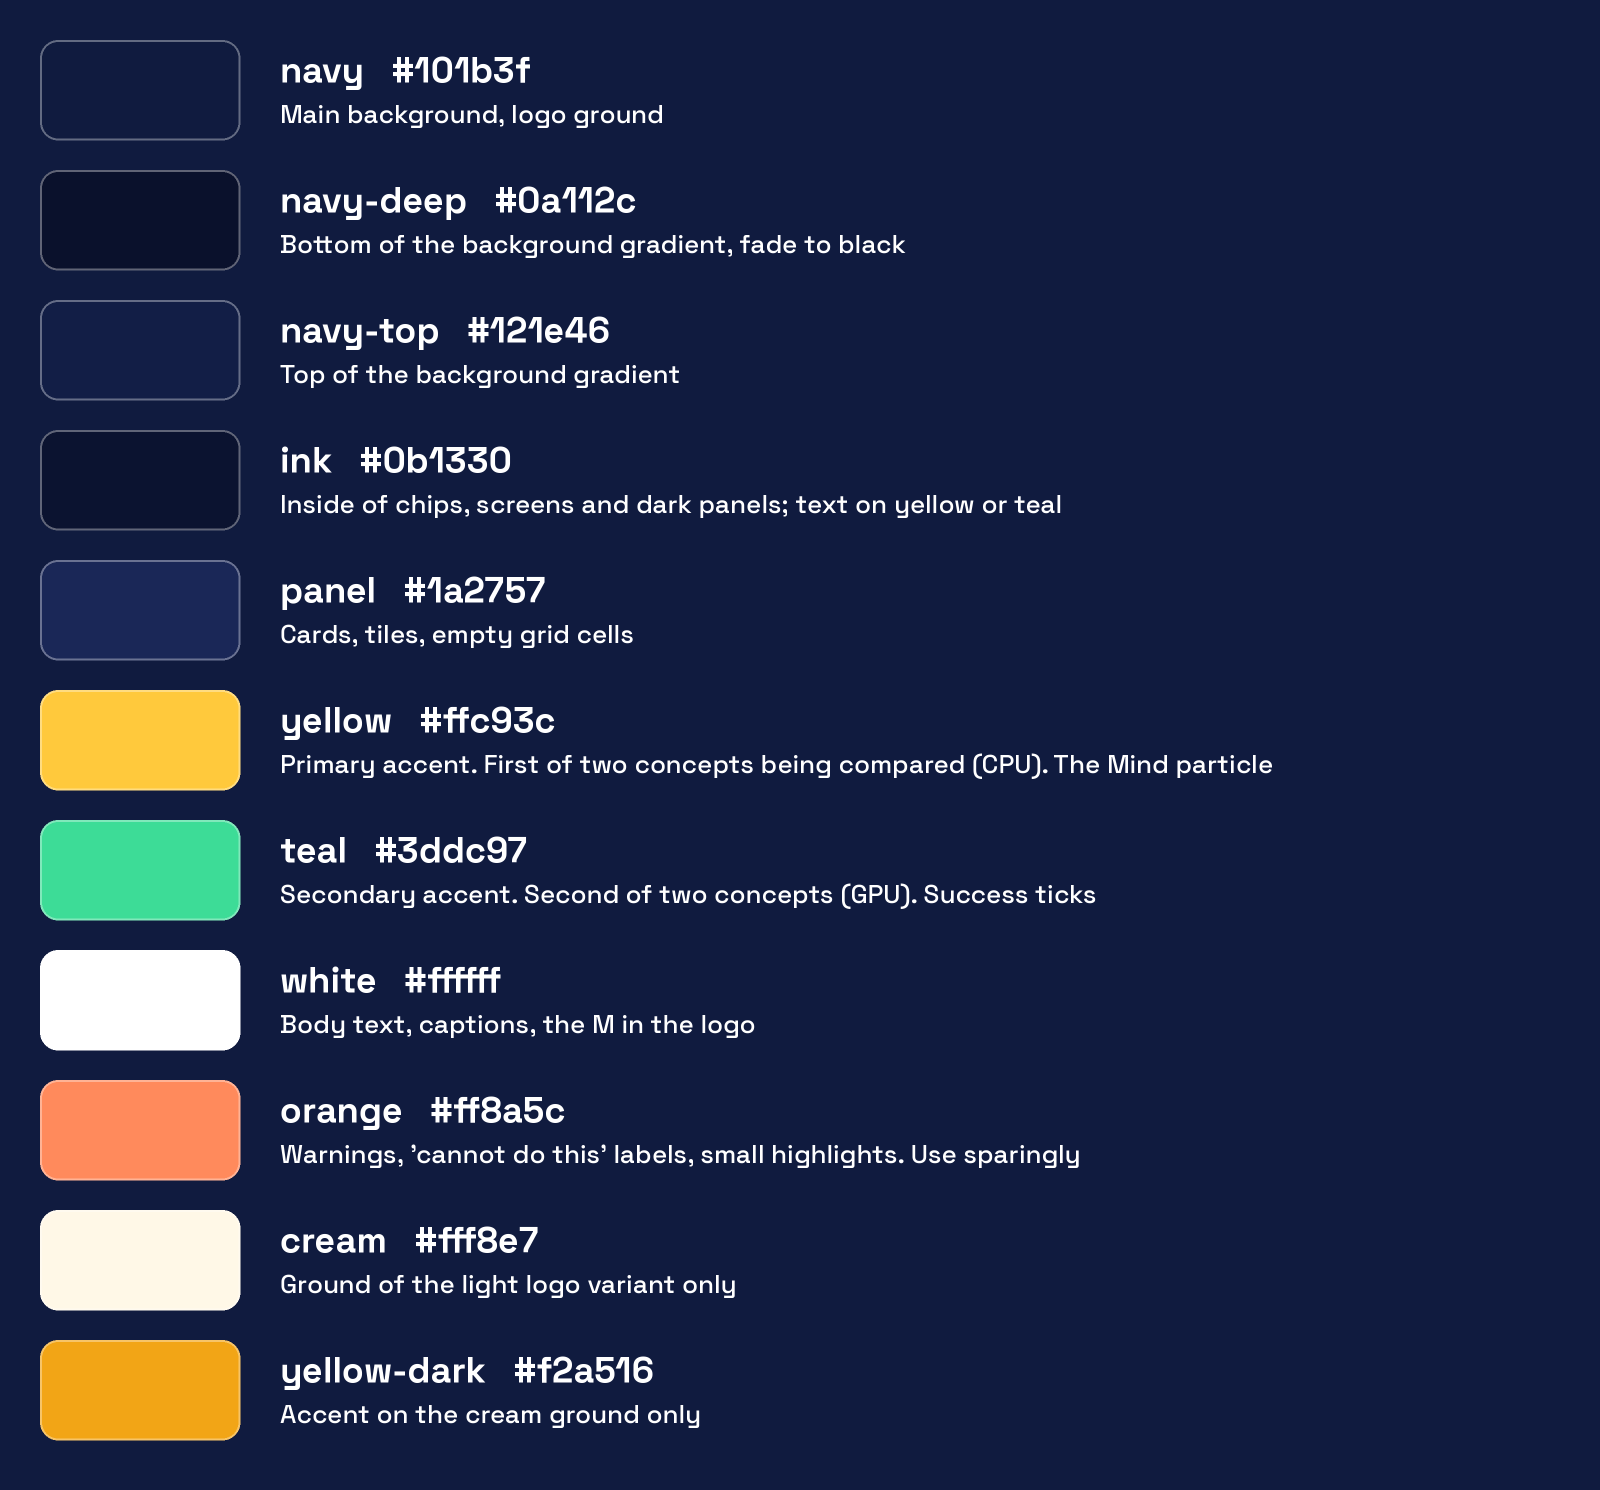 navy #101b3f
Main background, logo ground
navy-deep #0a112c
Bottom of the background gradient, fade to black
navy-top #121e46
Top of the background gradient
ink #0b1330
Inside of chips, screens and dark panels; text on yellow or teal
panel #1a2757
Cards, tiles, empty grid cells
yellow #ffc93c
Primary accent. First of two concepts being compared (CPU). The Mind particle
teal #3ddc97
Secondary accent. Second of two concepts (GPU). Success ticks
white #ffffff
Body text, captions, the M in the logo
orange #ff8a5c
Warnings, ’cannot do this’ labels, small highlights. Use sparingly
cream #fff8e7
Ground of the light logo variant only
yellow-dark #f2a516
Accent on the cream ground only